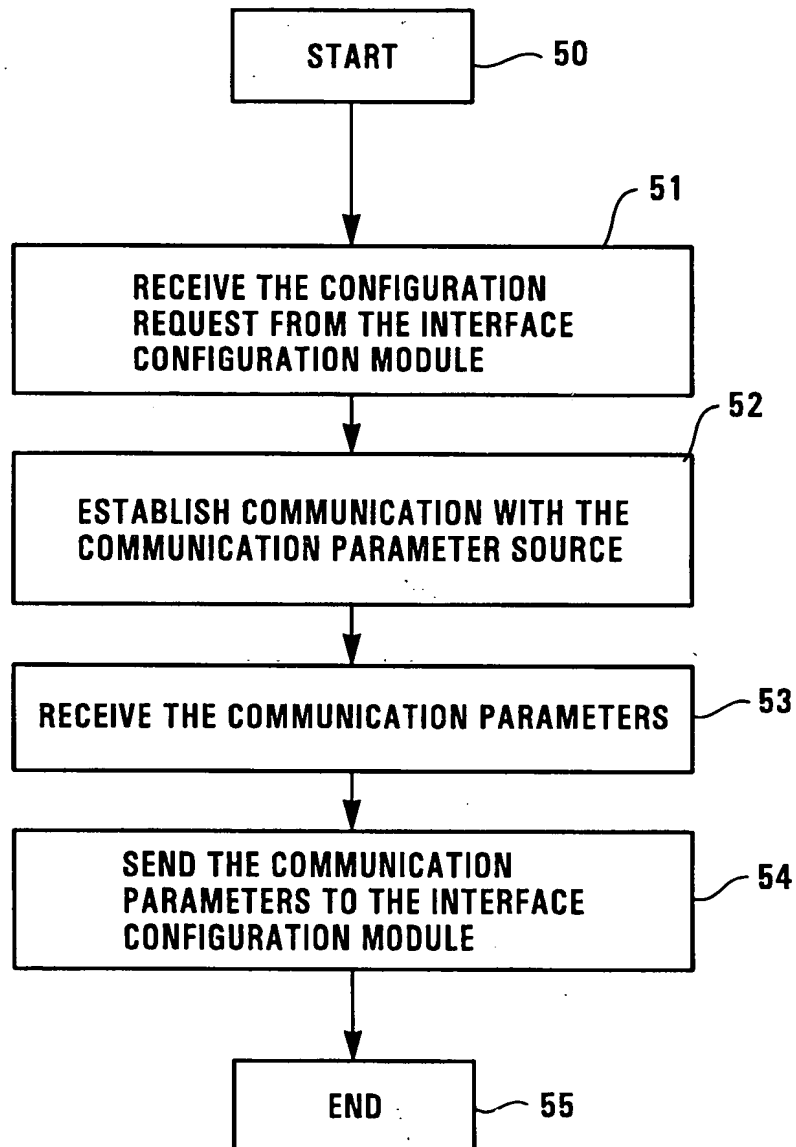 START
50
51
RECEIVE THE CONFIGURATION
REQUEST FROM THE INTERFACE
CONFIGURATION MODULE
52
ESTABLISH COMMUNICATION WITH THE
COMMUNICATION PARAMETER SOURCE
RECEIVE THE COMMUNICATION PARAMETERS
53
SEND THE COMMUNICATION
PARAMETERS TO THE INTERFACE
CONFIGURATION MODULE
54
END
55